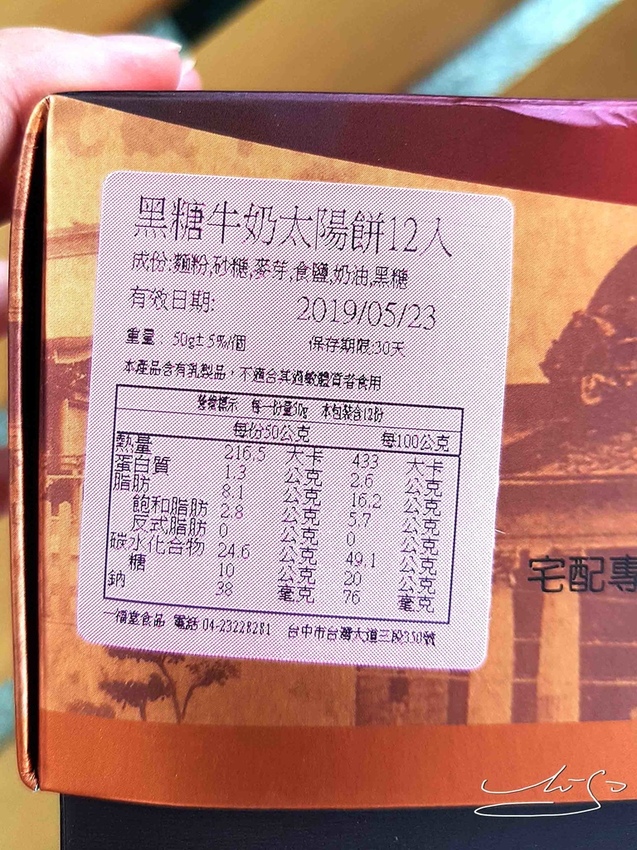 黑糖牛奶太陽餅12入
成份:麵粉,砂糖,麥芽,食鹽,奶油,黑糖
有效日期: 2019/05/23
重量: 50g±5%/個 保存期限:30天
本產品含有乳製品,不適合其過敏體質者食用
營養標示 每一份量50g 本包裝含12份
每份50公克 每100公克
熱量 216.5 大卡 433 大卡
蛋白質 1.3 公克 2.6 公克
脂肪 8.1 公克 16.2 公克
飽和脂肪 2.8 公克 5.7 公克
反式脂肪 0 公克 0 公克
碳水化合物 24.6 公克 49.1 公克
糖 10 公克 20 公克
鈉 38 毫克 76 毫克
一福堂食品 電話 04-23228281 台中市台灣大道三段350號
宅配專